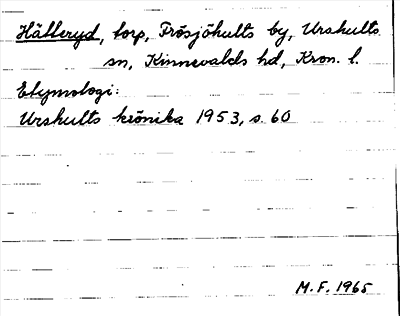 Hälleryd, torp, Frösjöhults by, Urshults
sn, Kinnevalds hd, Kron. l.
Etymologi:
Urshults krönika 1953, s. 60
M.F. 1965